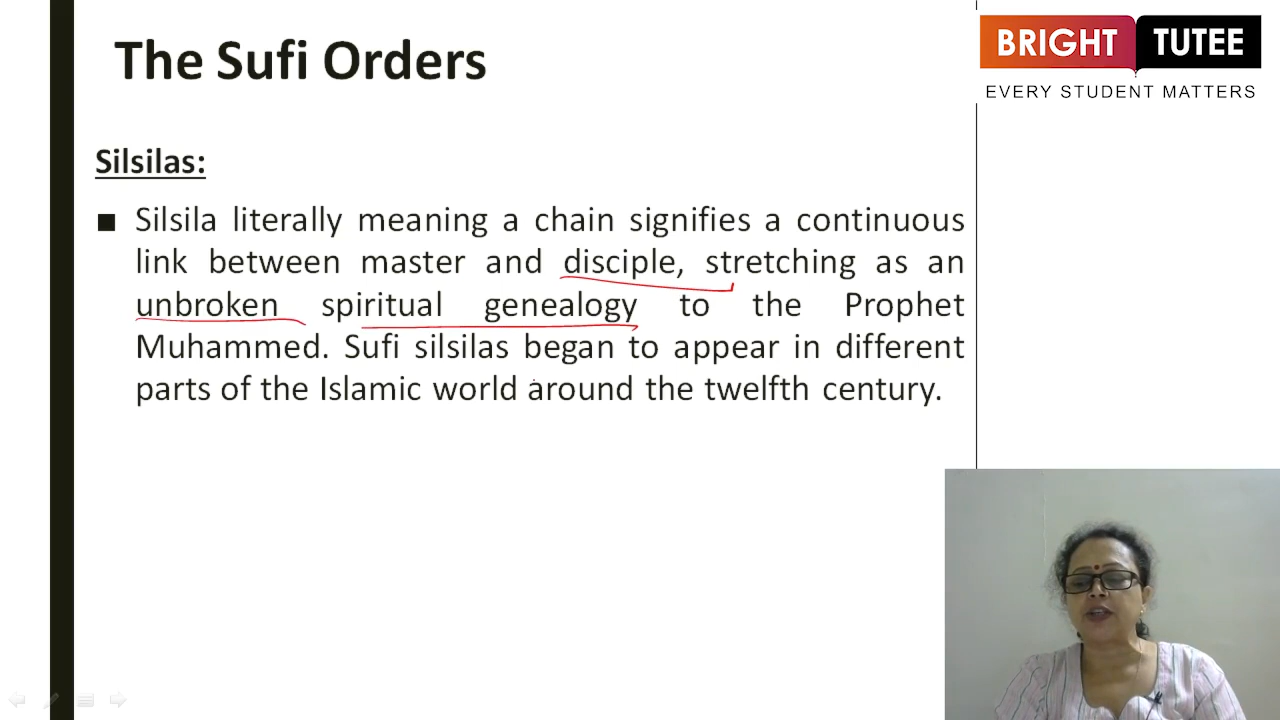 The Sufi Orders
BRIGHT TUTEE
EVERY STUDENT MATTERS
Silsilas:
■ Silsila literally meaning a chain signifies a continuous
link between master and disciple, stretching as an
unbroken spiritual genealogy to the Prophet
Muhammed. Sufi silsilas began to appear in different
parts of the Islamic world around the twelfth century.